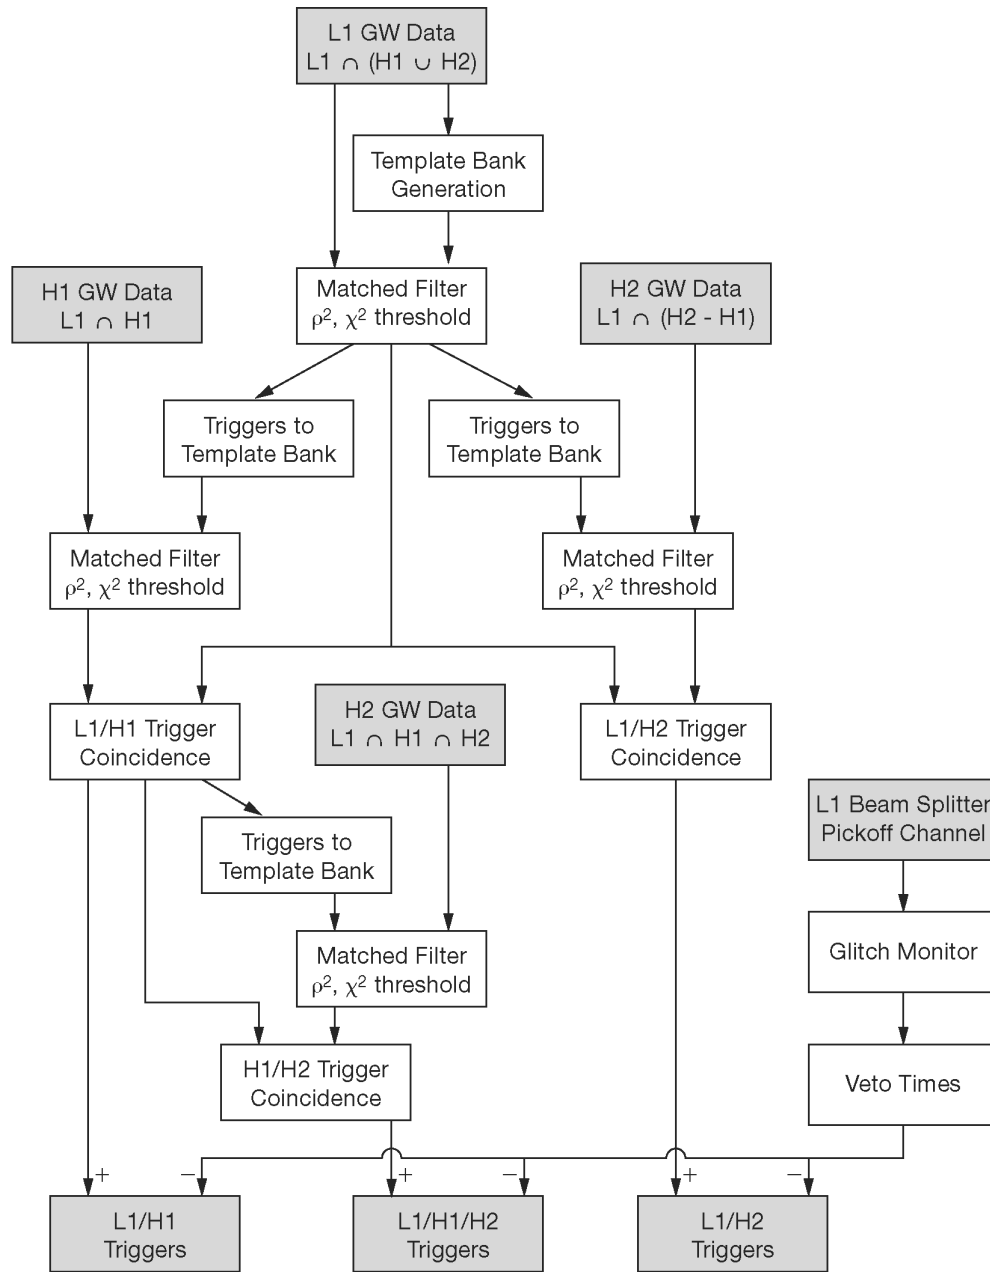 L1 GW Data
L1 ∩ (H1 ∪ H2)
Template Bank
Generation
H1 GW Data
L1 ∩ H1
Matched Filter
ρ², χ² threshold
H2 GW Data
L1 ∩ (H2 - H1)
Triggers to
Template Bank
Triggers to
Template Bank
Matched Filter
ρ², χ² threshold
Matched Filter
ρ², χ² threshold
L1/H1 Trigger
Coincidence
H2 GW Data
L1 ∩ H1 ∩ H2
L1/H2 Trigger
Coincidence
L1 Beam Splitter
Pickoff Channel
Triggers to
Template Bank
Glitch Monitor
Matched Filter
ρ², χ² threshold
H1/H2 Trigger
Coincidence
Veto Times
+ − + − + −
L1/H1
Triggers
L1/H1/H2
Triggers
L1/H2
Triggers